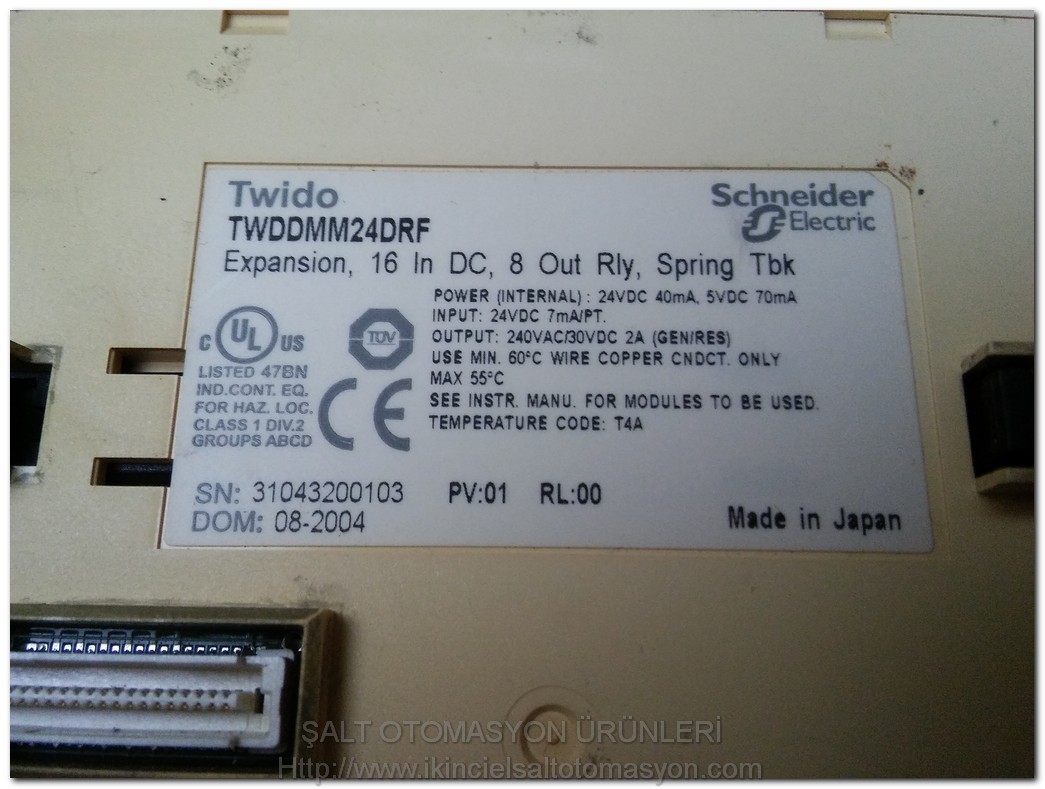 Twido
Schneider
Electric
TWDDMM24DRF
Expansion, 16 In DC, 8 Out Rly, Spring Tbk
POWER (INTERNAL) : 24VDC 40mA, 5VDC 70mA
INPUT: 24VDC 7mA/PT.
OUTPUT: 240VAC/30VDC 2A (GEN/RES)
USE MIN. 60°C WIRE COPPER CNDCT. ONLY
MAX 55°C
SEE INSTR. MANU. FOR MODULES TO BE USED.
TEMPERATURE CODE: T4A
C UL US
TUV
LISTED 47BN
IND.CONT. EQ.
FOR HAZ. LOC.
CLASS 1 DIV.2
GROUPS ABCD
CE
SN: 31043200103 PV:01 RL:00
DOM: 08-2004
Made in Japan
ŞALT OTOMASYON ÜRÜNLERİ
Http://www.ikincielsaltotomasyon.com